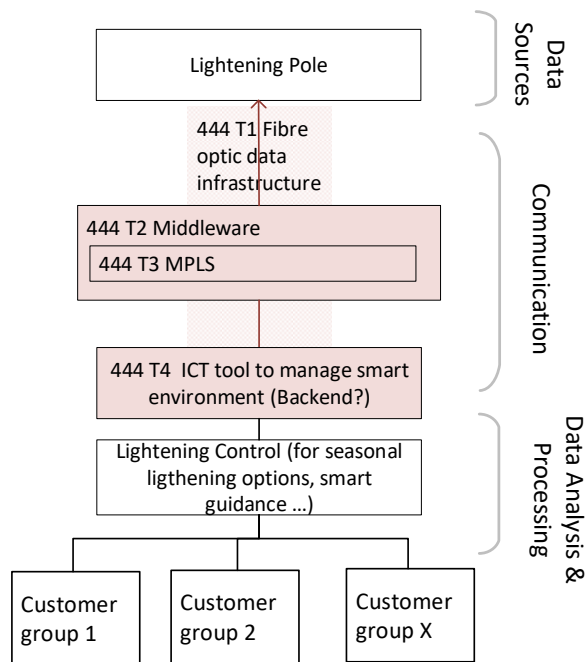 Lightening Pole
Data
Sources
444 T1 Fibre
optic data
infrastructure
444 T2 Middleware
444 T3 MPLS
Communication
444 T4  ICT tool to manage smart
environment (Backend?)
Lightening Control (for seasonal
ligthening options, smart
guidance ...)
Data Analysis &
Processing
Customer
group 1
Customer
group 2
Customer
group X